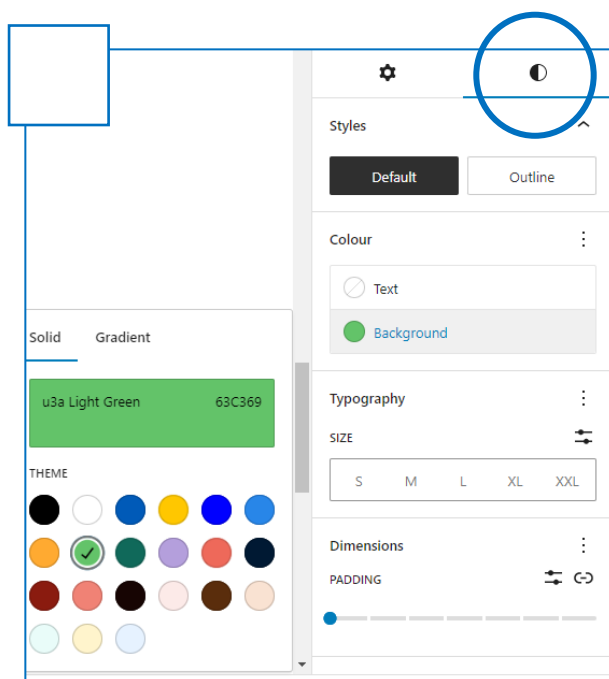 Styles
Default Outline
Colour
Text
Background
Solid Gradient
u3a Light Green 63C369
THEME
Typography
SIZE
S M L XL XXL
Dimensions
PADDING